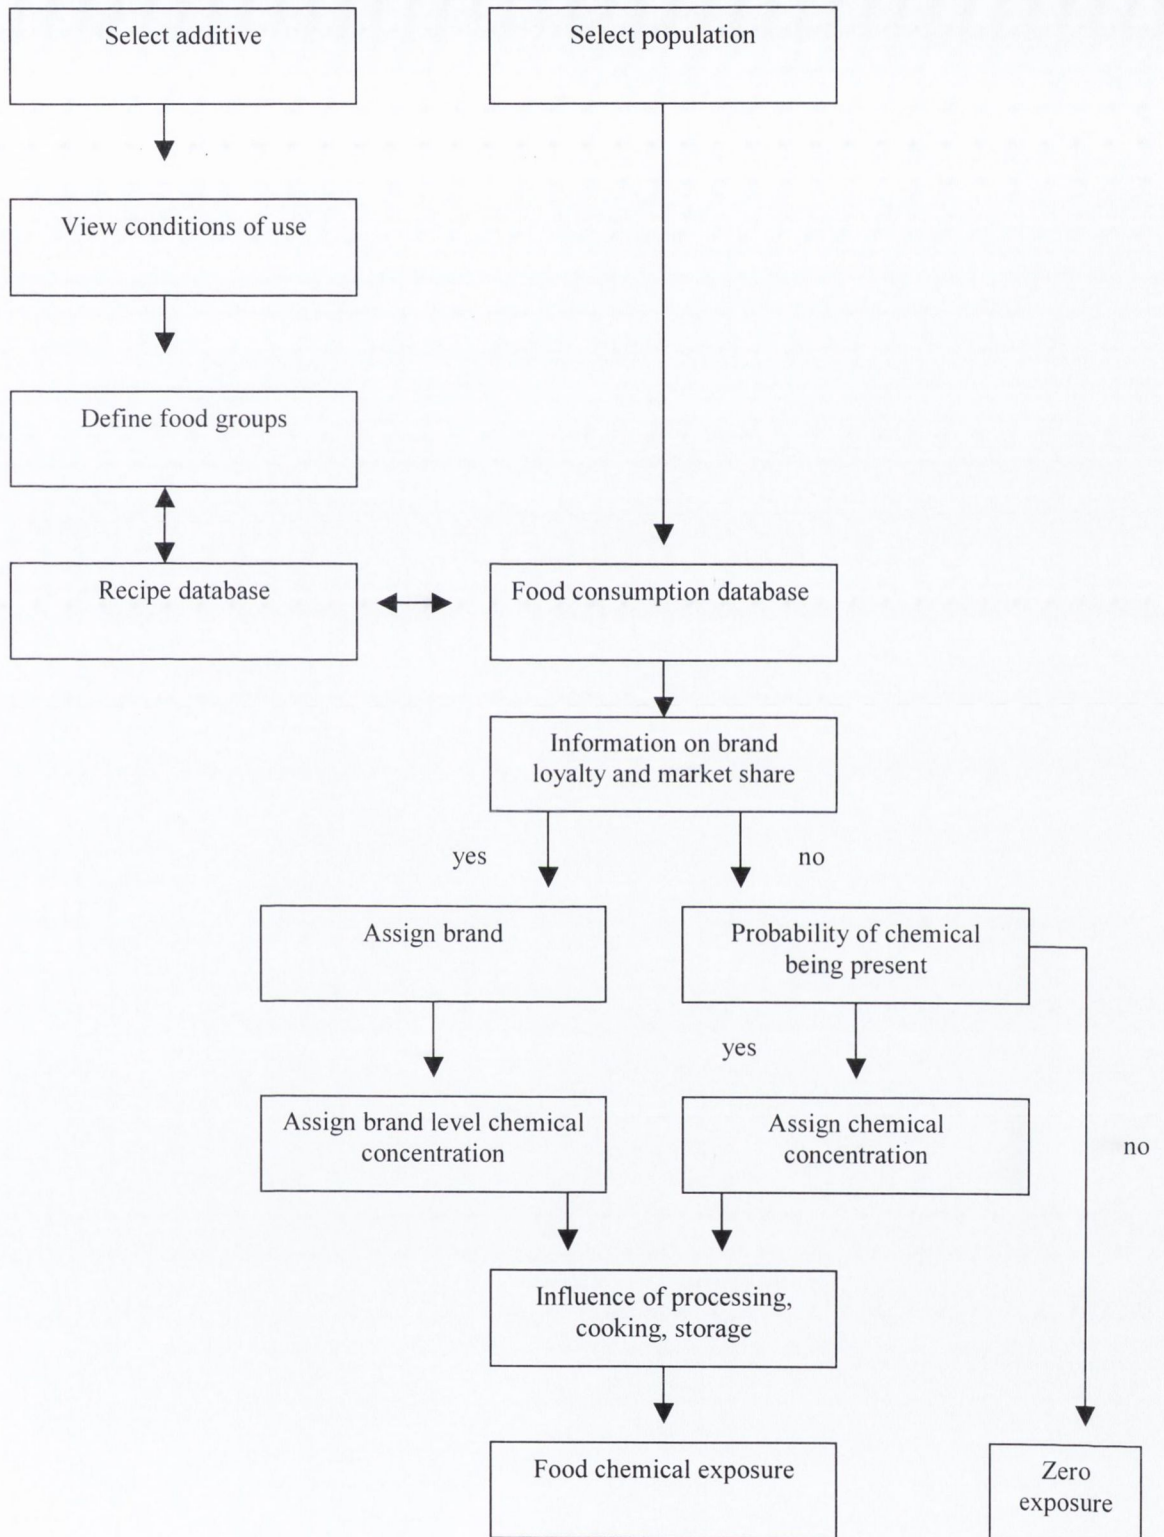 Select additive
Select population
View conditions of use
Define food groups
Recipe database
Food consumption database
Information on brand
loyalty and market share
yes
no
Assign brand
Probability of chemical
being present
yes
Assign brand level chemical
concentration
Assign chemical
concentration
no
Influence of processing,
cooking, storage
Food chemical exposure
Zero
exposure